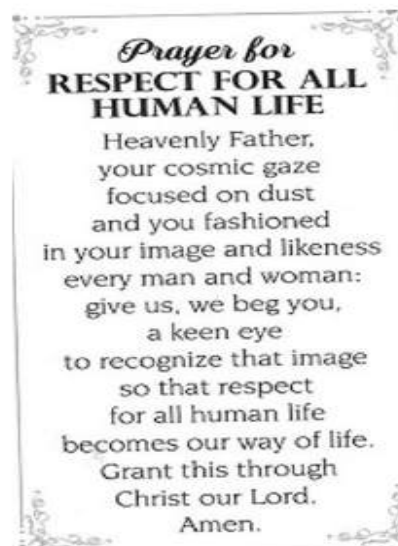 Prayer for
RESPECT FOR ALL
HUMAN LIFE
Heavenly Father,
your cosmic gaze
focused on dust
and you fashioned
in your image and likeness
every man and woman:
give us, we beg you,
a keen eye
to recognize that image
so that respect
for all human life
becomes our way of life.
Grant this through
Christ our Lord.
Amen.